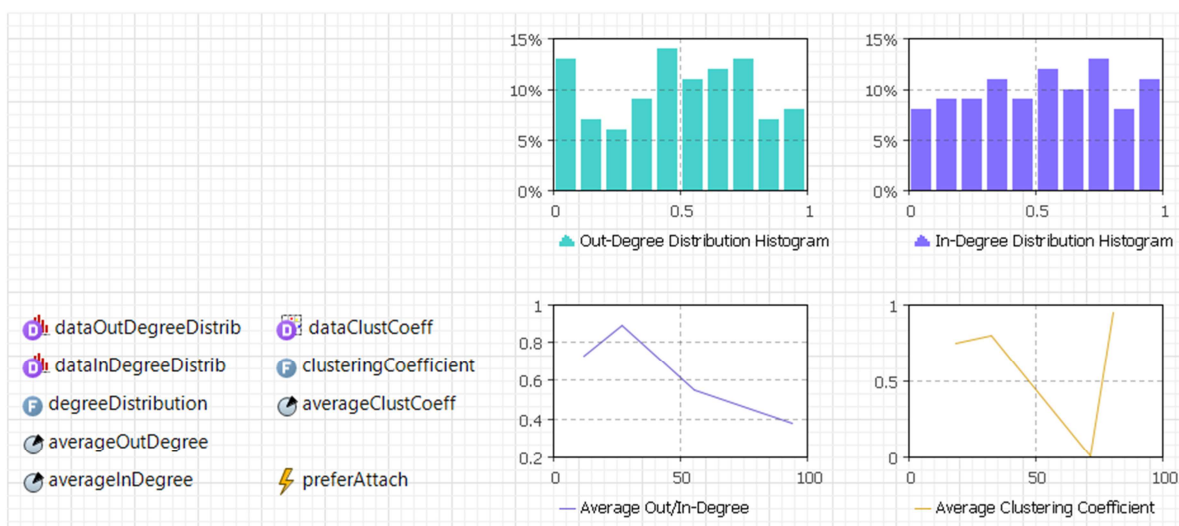 15%
10%
5%
0%
0 0.5 1
Out-Degree Distribution Histogram
15%
10%
5%
0%
0 0.5 1
In-Degree Distribution Histogram
D dataOutDegreeDistrib
D dataInDegreeDistrib
F degreeDistribution
averageOutDegree
averageInDegree
D dataClustCoeff
F clusteringCoefficient
averageClustCoeff
preferAttach
1
0.8
0.6
0.4
0.2
0 50 100
Average Out/In-Degree
1
0.5
0
0 50 100
Average Clustering Coefficient